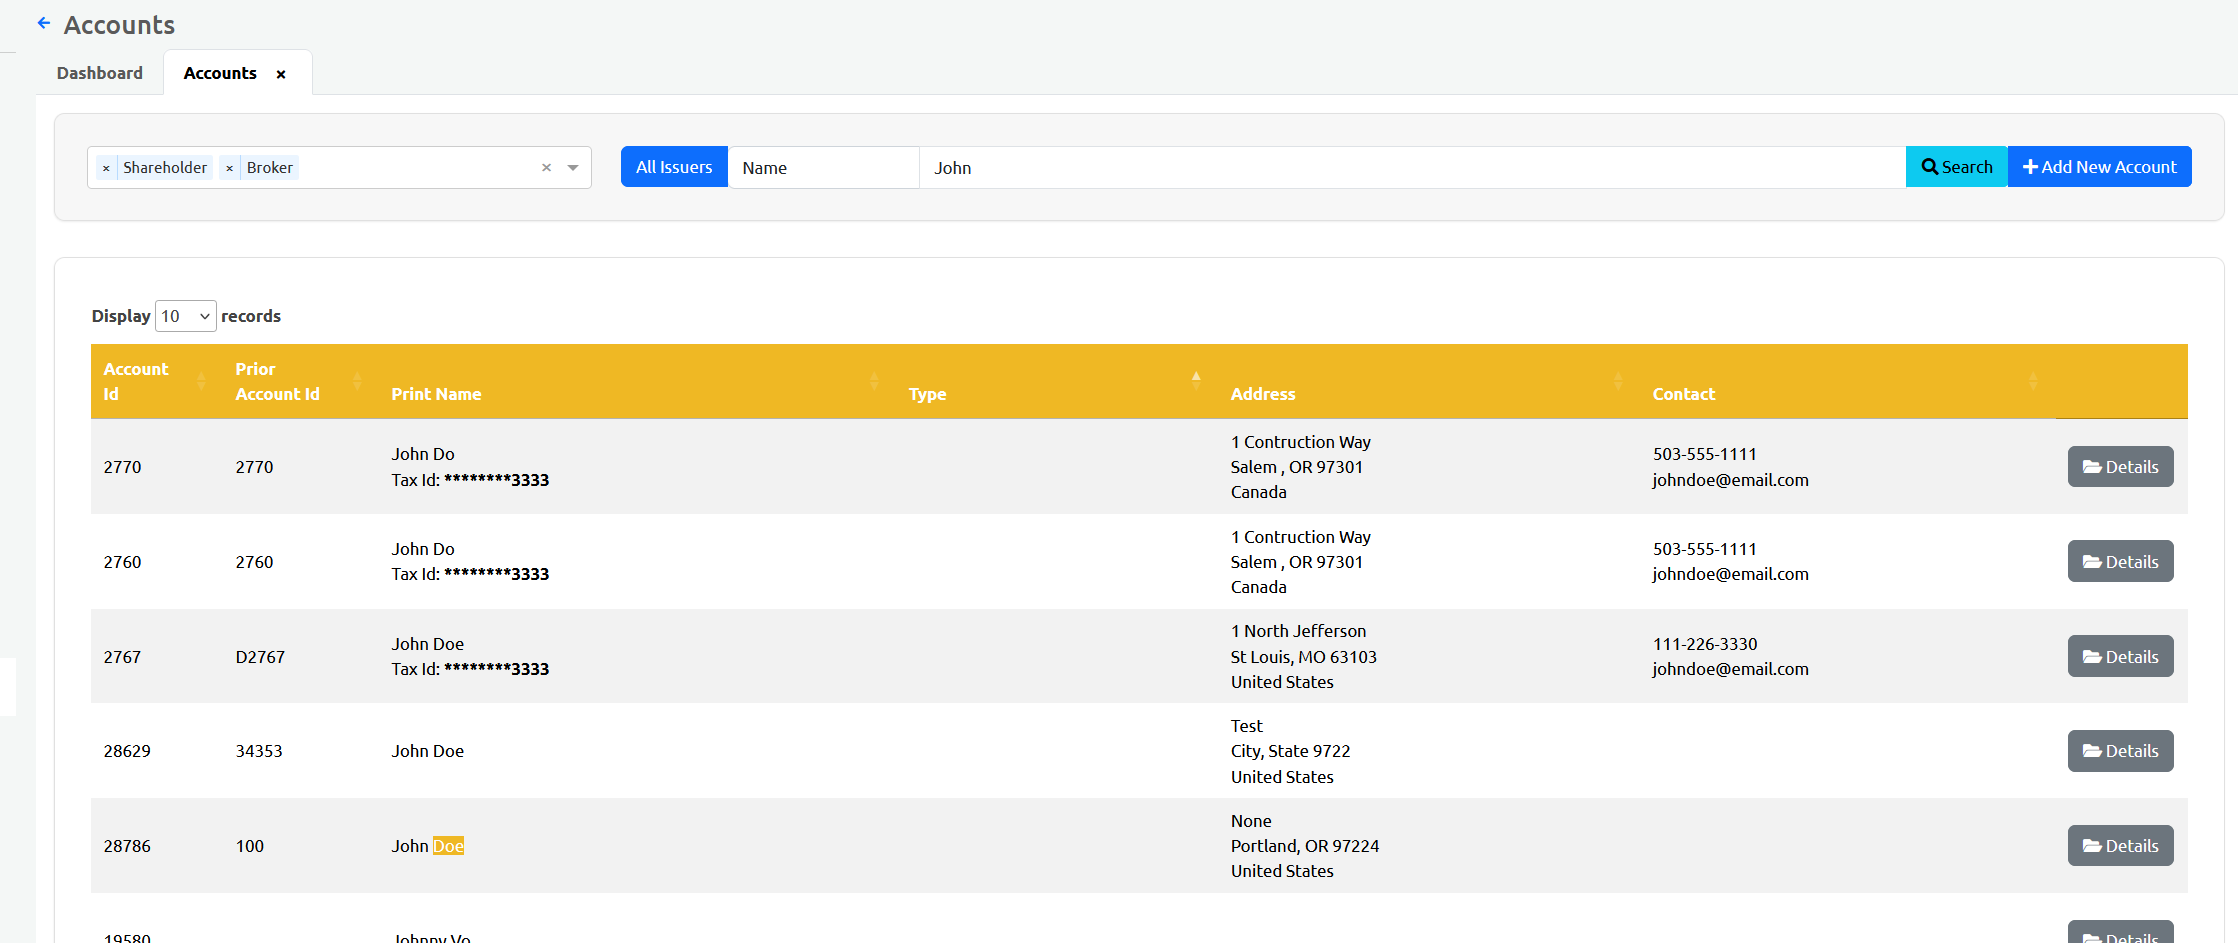 Accounts
Dashboard Accounts ×
× Shareholder × Broker × All Issuers Name John Search Add New Account
Display 10 records
Account Id Prior Account Id Print Name Type Address Contact
2770 2770 John Do
Tax Id: ********3333
1 Contruction Way
Salem , OR 97301
Canada
503-555-1111
johndoe@email.com
Details
2760 2760 John Do
Tax Id: ********3333
1 Contruction Way
Salem , OR 97301
Canada
503-555-1111
johndoe@email.com
Details
2767 D2767 John Doe
Tax Id: ********3333
1 North Jefferson
St Louis, MO 63103
United States
111-226-3330
johndoe@email.com
Details
28629 34353 John Doe
Test
City, State 9722
United States
Details
28786 100 John Doe
None
Portland, OR 97224
United States
Details
19580 Johnny Vo
Details